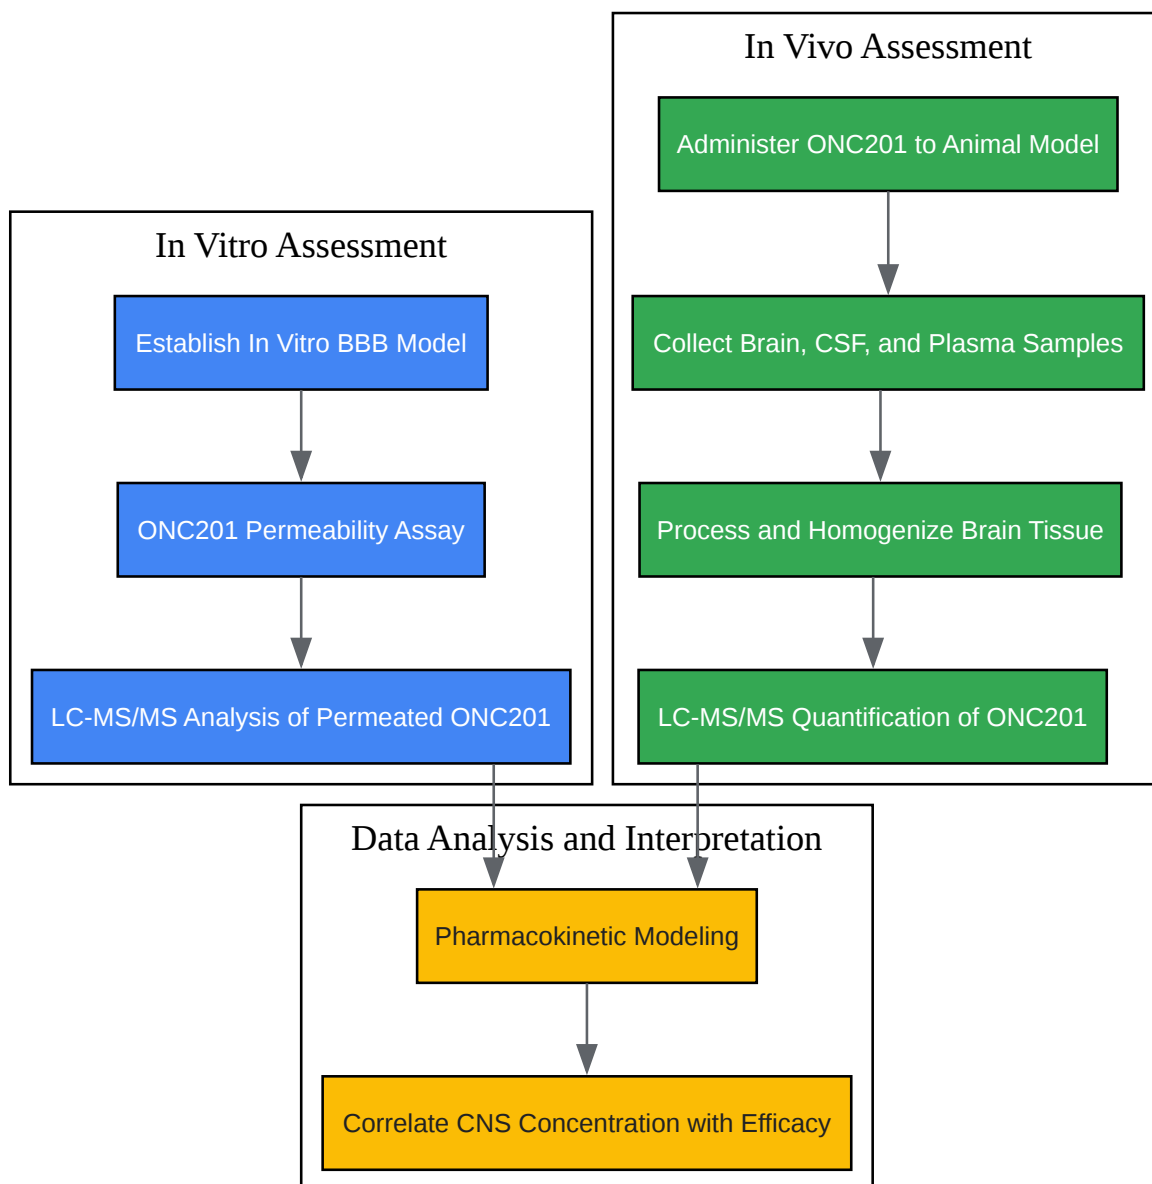 In Vivo Assessment
Administer ONC201 to Animal Model
Collect Brain, CSF, and Plasma Samples
Process and Homogenize Brain Tissue
LC-MS/MS Quantification of ONC201
In Vitro Assessment
Establish In Vitro BBB Model
ONC201 Permeability Assay
LC-MS/MS Analysis of Permeated ONC201
Data Analysis and Interpretation
Pharmacokinetic Modeling
Correlate CNS Concentration with Efficacy